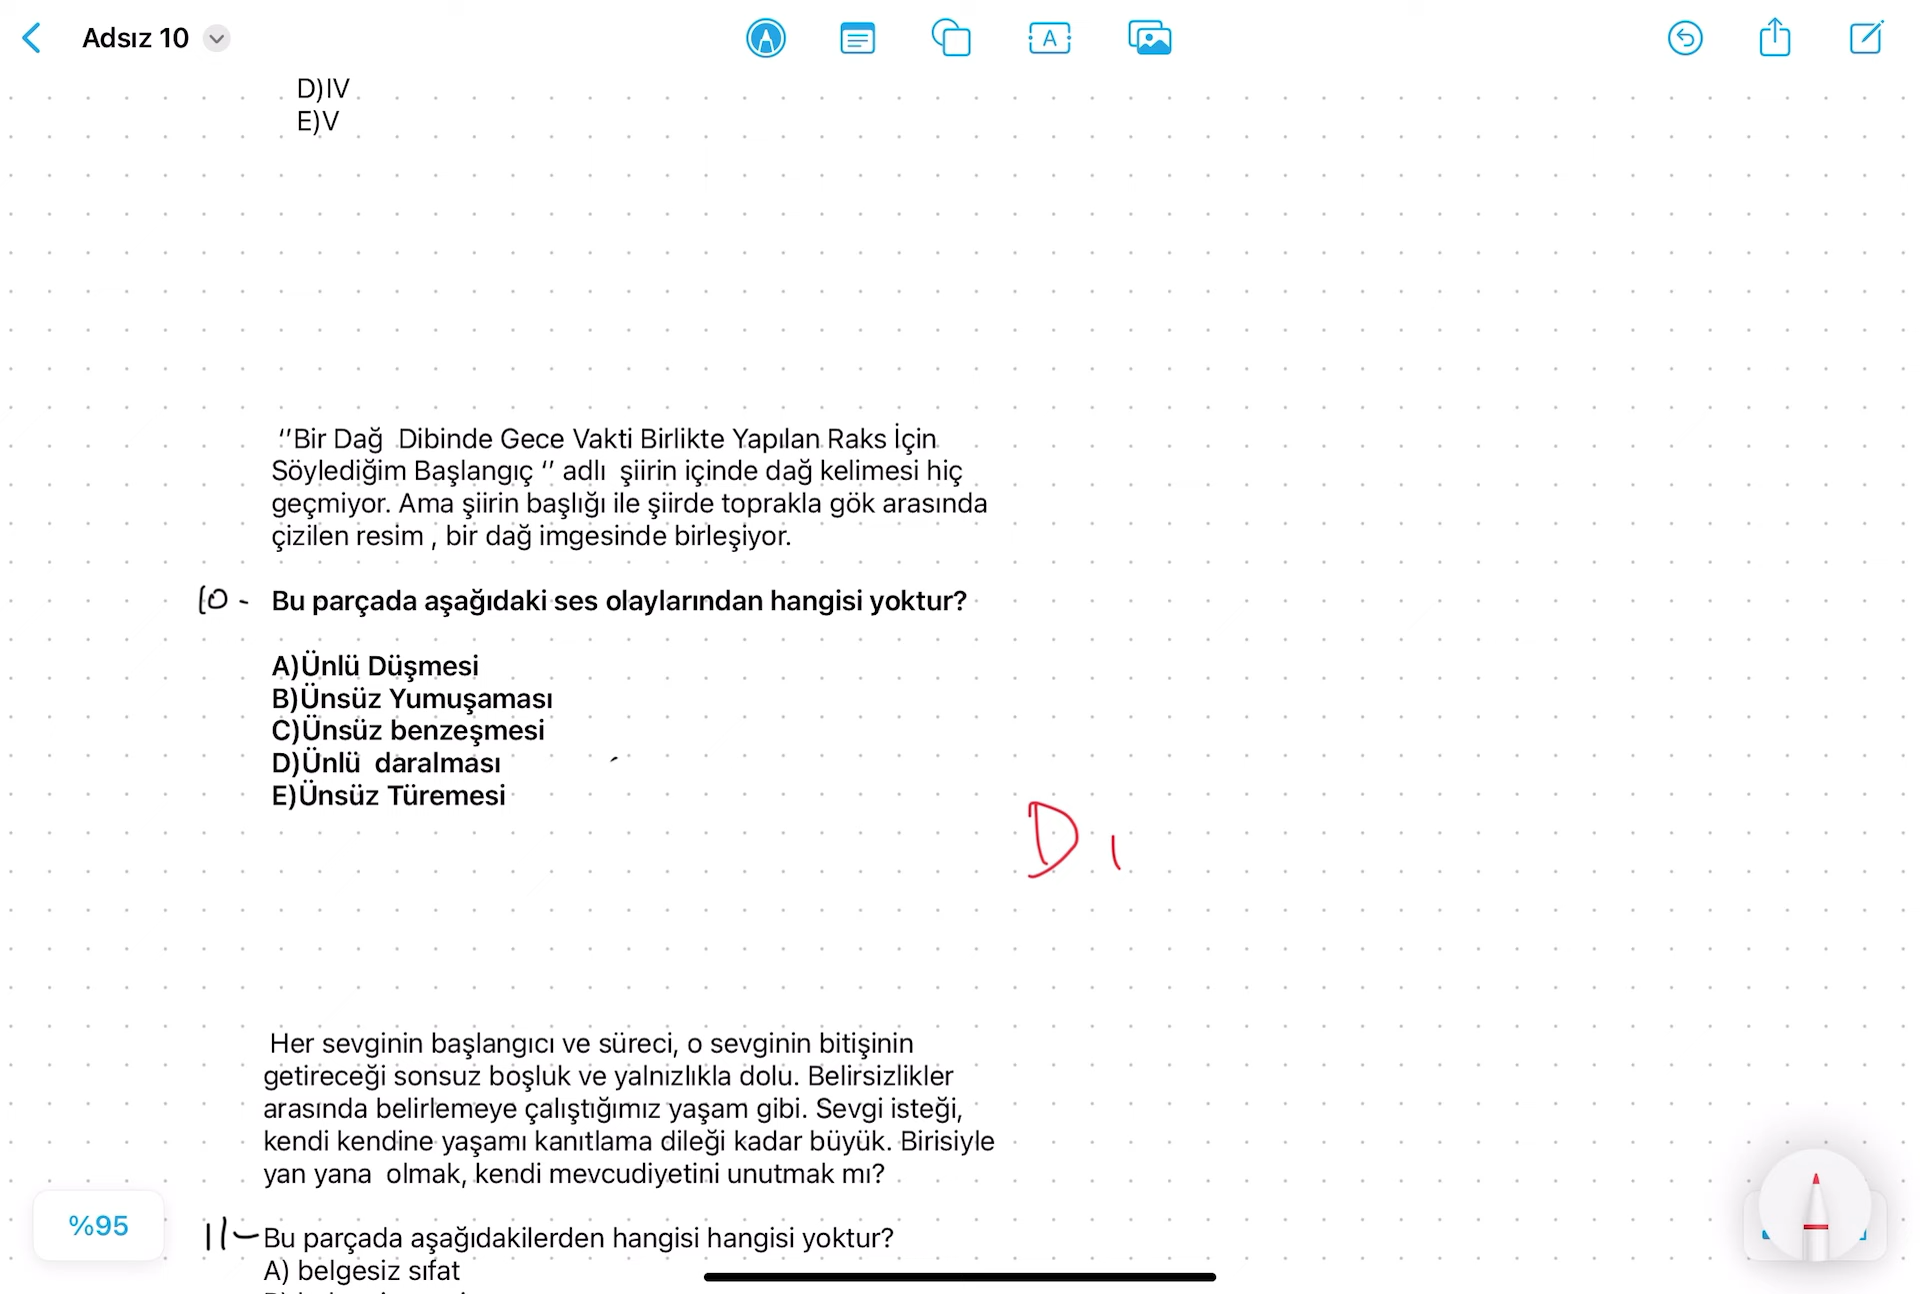 Adsız 10
A
D)IV
E)V
‘’Bir Dağ Dibinde Gece Vakti Birlikte Yapılan Raks İçin
Söylediğim Başlangıç ‘’ adlı şiirin içinde dağ kelimesi hiç
geçmiyor. Ama şiirin başlığı ile şiirde toprakla gök arasında
çizilen resim , bir dağ imgesinde birleşiyor.
10- Bu parçada aşağıdaki ses olaylarından hangisi yoktur?
A)Ünlü Düşmesi
B)Ünsüz Yumuşaması
C)Ünsüz benzeşmesi
D)Ünlü daralması
E)Ünsüz Türemesi
D
Her sevginin başlangıcı ve süreci, o sevginin bitişinin
getireceği sonsuz boşluk ve yalnızlıkla dolu. Belirsizlikler
arasında belirlemeye çalıştığımız yaşam gibi. Sevgi isteği,
kendi kendine yaşamı kanıtlama dileği kadar büyük. Birisiyle
yan yana olmak, kendi mevcudiyetini unutmak mı?
11- Bu parçada aşağıdakilerden hangisi hangisi yoktur?
A) belgesiz sıfat
%95